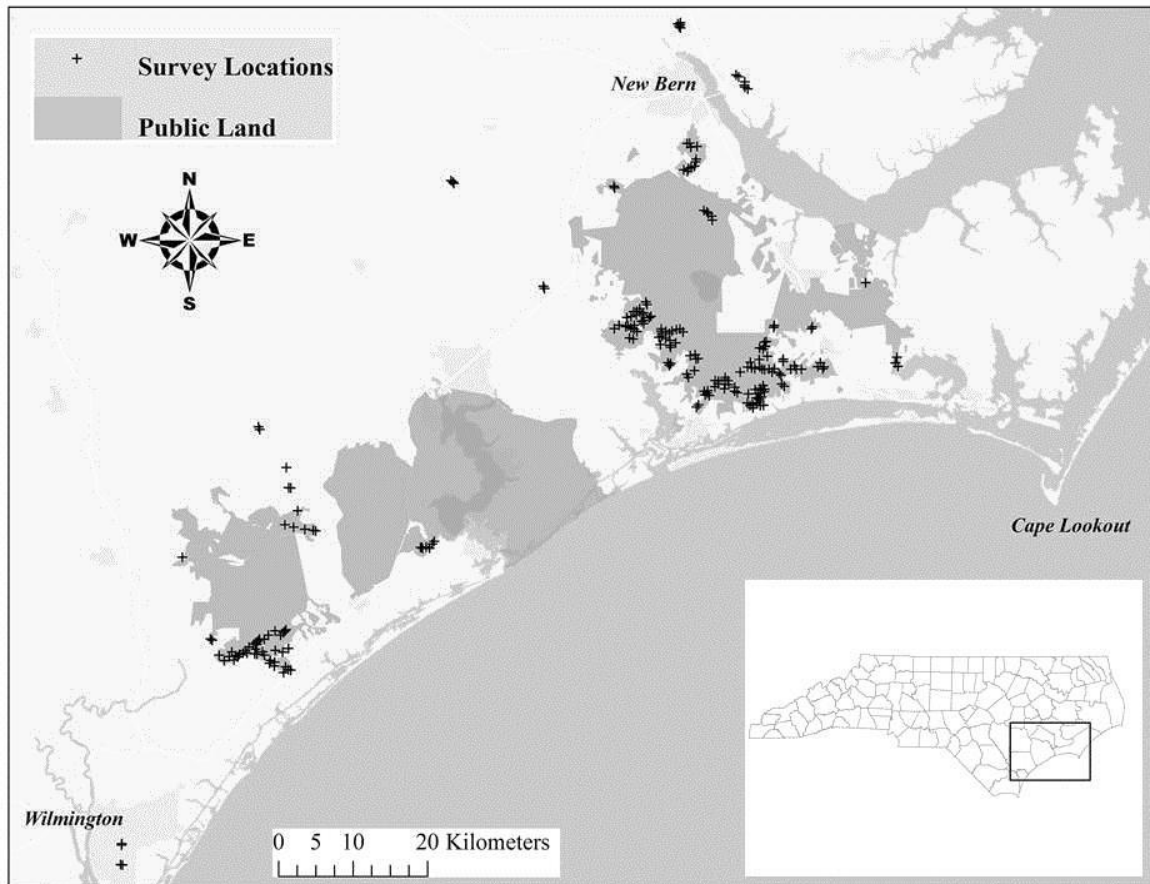 Survey Locations
Public Land
N
W E
S
New Bern
Cape Lookout
Wilmington
0 5 10 20 Kilometers